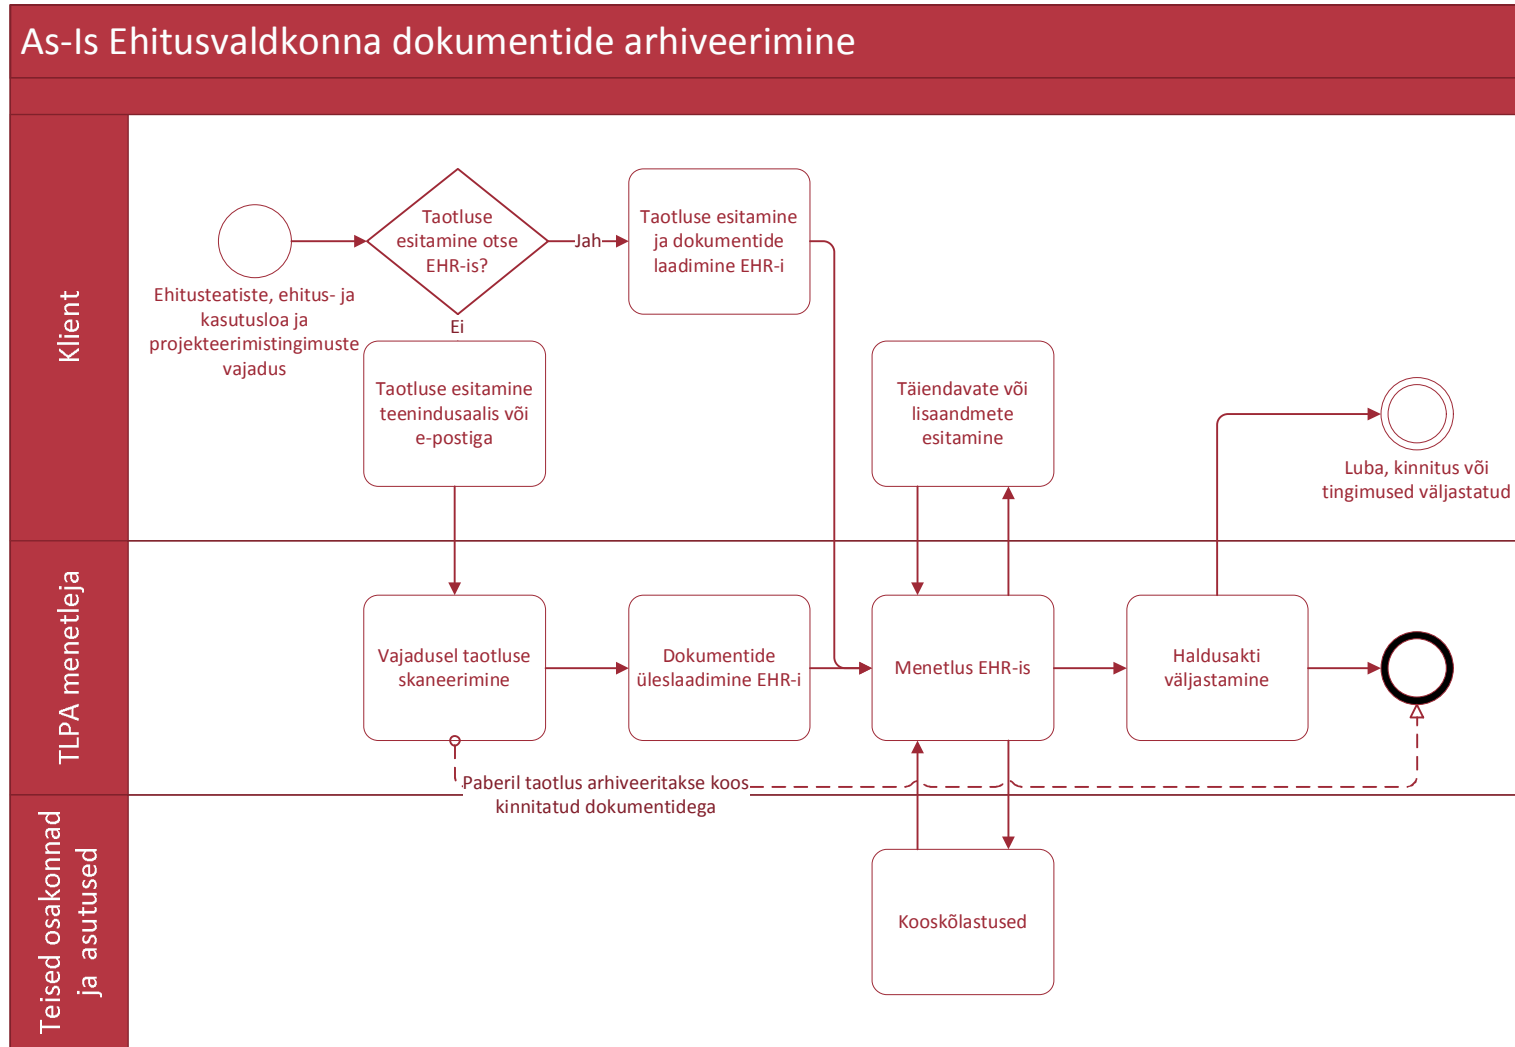 As-Is Ehitusvaldkonna dokumentide arhiveerimine
Klient
Ehitusteatiste, ehitus- ja
kasutusloa ja
projekteerimistingimuste
vajadus
Taotluse
esitamine otse
EHR-is?
Jah
Ei
Taotluse esitamine
ja dokumentide
laadimine EHR-i
Taotluse esitamine
teenindusaalis või
e-postiga
Täiendavate või
lisaandmete
esitamine
Luba, kinnitus või
tingimused väljastatud
TLPA menetleja
Vajadusel taotluse
skaneerimine
Dokumentide
üleslaadimine EHR-i
Menetlus EHR-is
Haldusakti
väljastamine
Paberil taotlus arhiveeritakse koos
kinnitatud dokumentidega
Teised osakonnad
ja asutused
Kooskõlastused